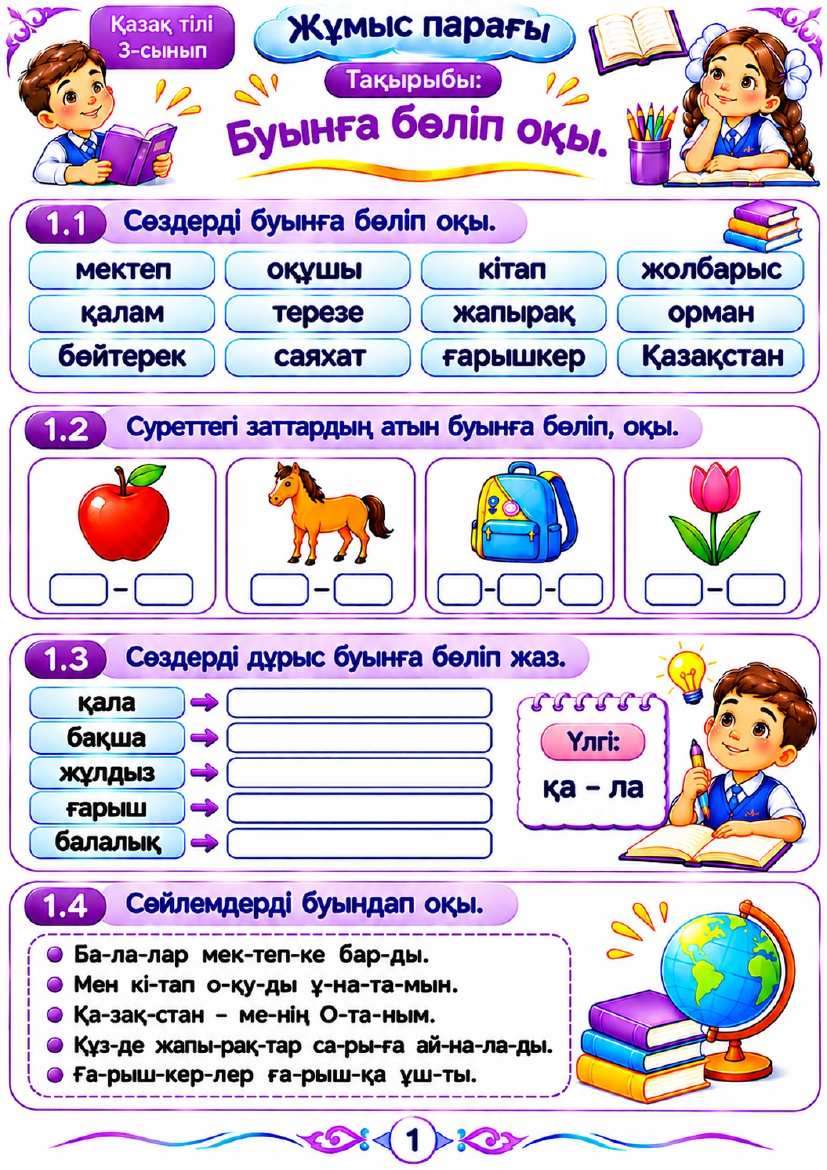 Қазақ тілі
3-сынып
Жұмыс парағы
Тақырыбы:
Буынға бөліп оқы.
1.1 Сөздерді буынға бөліп оқы.
мектеп оқұшы кітап жолбарыс
қалам терезе жапырақ орман
бөйтерек саяхат ғарышкер Қазақстан
1.2 Суреттегі заттардың атын буынға бөліп, оқы.
– –
- - –
1.3 Сөздерді дұрыс буынға бөліп жаз.
қала
бақша
жұлдыз
ғарыш
балалық
Үлгі:
қа – ла
1.4 Сөйлемдерді буындап оқы.
Ба-ла-лар мек-теп-ке бар-ды.
Мен кі-тап о-қу-ды ұ-на-та-мын.
Қа-зақ-стан – ме-нің О-та-ным.
Құз-де жапы-рақ-тар са-ры-ға ай-на-ла-ды.
Ға-рыш-кер-лер ға-рыш-қа ұш-ты.
1